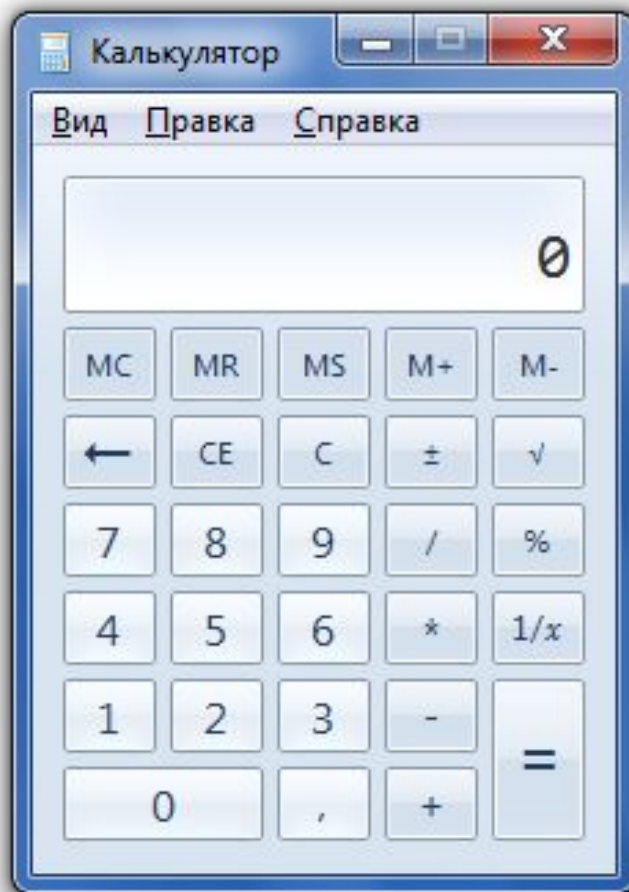 Калькулятор
Вид Правка Справка
0
MC MR MS M+ M-
← CE C ± √
7 8 9 / %
4 5 6 * 1/x
1 2 3 - =
0 , +